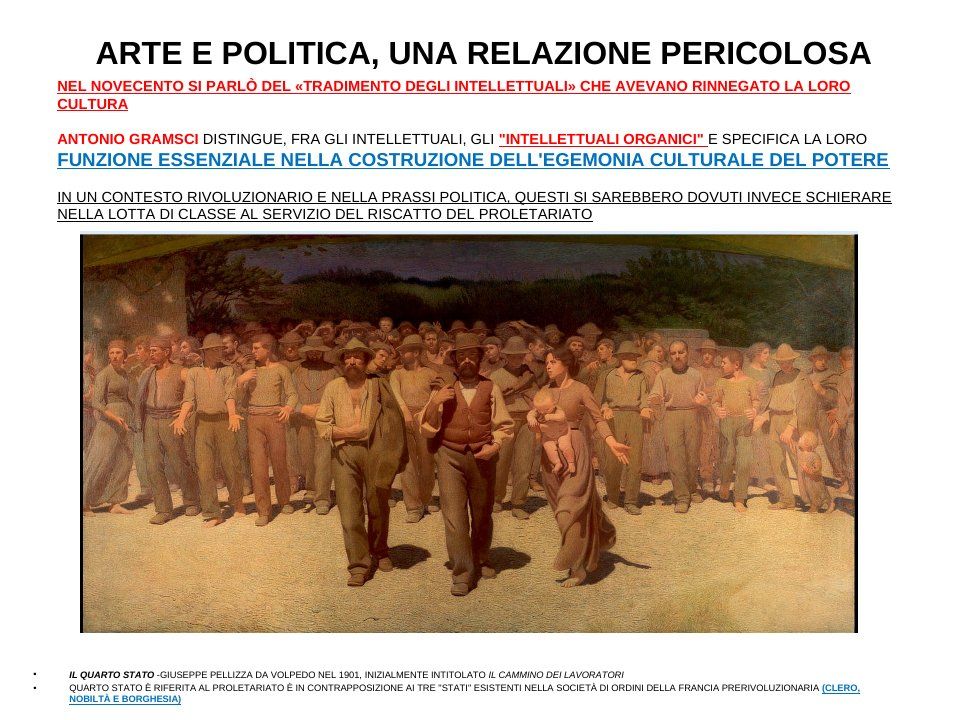 ARTE E POLITICA, UNA RELAZIONE PERICOLOSA
NEL NOVECENTO SI PARLÒ DEL «TRADIMENTO DEGLI INTELLETTUALI» CHE AVEVANO RINNEGATO LA LORO
CULTURA
ANTONIO GRAMSCI DISTINGUE, FRA GLI INTELLETTUALI, GLI "INTELLETTUALI ORGANICI" E SPECIFICA LA LORO
FUNZIONE ESSENZIALE NELLA COSTRUZIONE DELL'EGEMONIA CULTURALE DEL POTERE
IN UN CONTESTO RIVOLUZIONARIO E NELLA PRASSI POLITICA, QUESTI SI SAREBBERO DOVUTI INVECE SCHIERARE
NELLA LOTTA DI CLASSE AL SERVIZIO DEL RISCATTO DEL PROLETARIATO
• IL QUARTO STATO -GIUSEPPE PELLIZZA DA VOLPEDO NEL 1901, INIZIALMENTE INTITOLATO IL CAMMINO DEI LAVORATORI
• QUARTO STATO È RIFERITA AL PROLETARIATO È IN CONTRAPPOSIZIONE AI TRE "STATI" ESISTENTI NELLA SOCIETÀ DI ORDINI DELLA FRANCIA PRERIVOLUZIONARIA (CLERO,
NOBILTÀ E BORGHESIA)